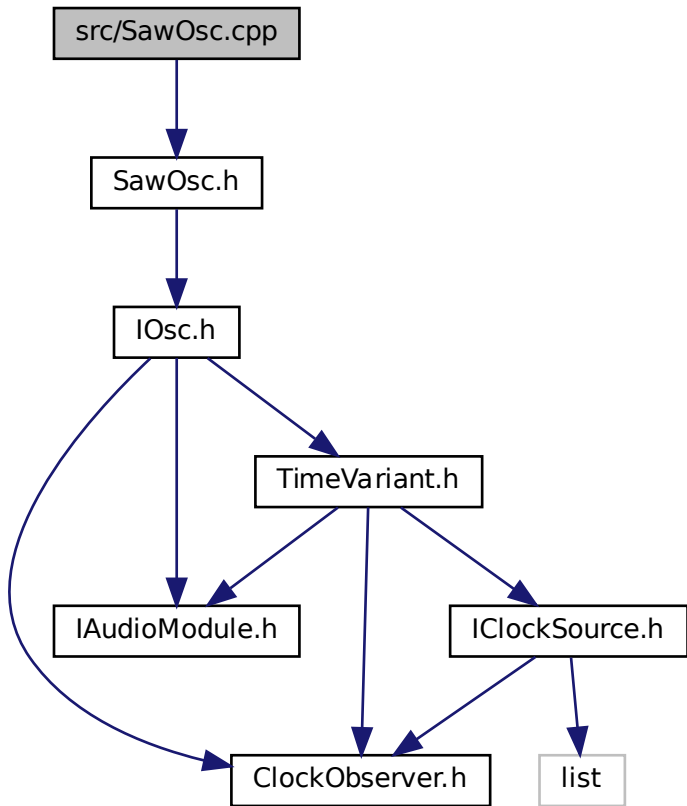 src/SawOsc.cpp
SawOsc.h
IOsc.h
TimeVariant.h
IAudioModule.h
IClockSource.h
ClockObserver.h
list